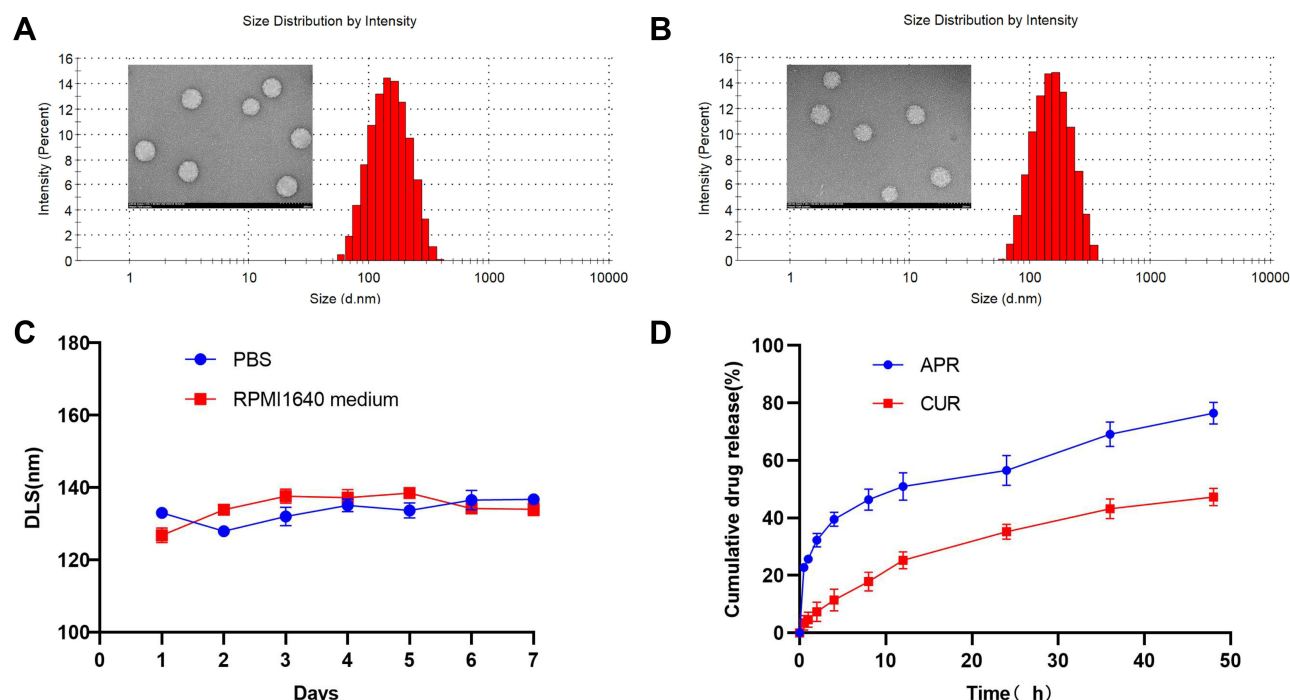 A
Size Distribution by Intensity
Intensity (Percent)
16
14
12
10
8
6
4
2
0
1
10
100
1000
10000
Size (d.nm)
B
Size Distribution by Intensity
Intensity (Percent)
16
14
12
10
8
6
4
2
0
1
10
100
1000
10000
Size (d.nm)
C
PBS
RPMI1640 medium
DLS(nm)
180
160
140
120
100
0
1
2
3
4
5
6
7
Days
D
APR
CUR
Cumulative drug release(%)
100
80
60
40
20
0
0
10
20
30
40
50
Time( h)